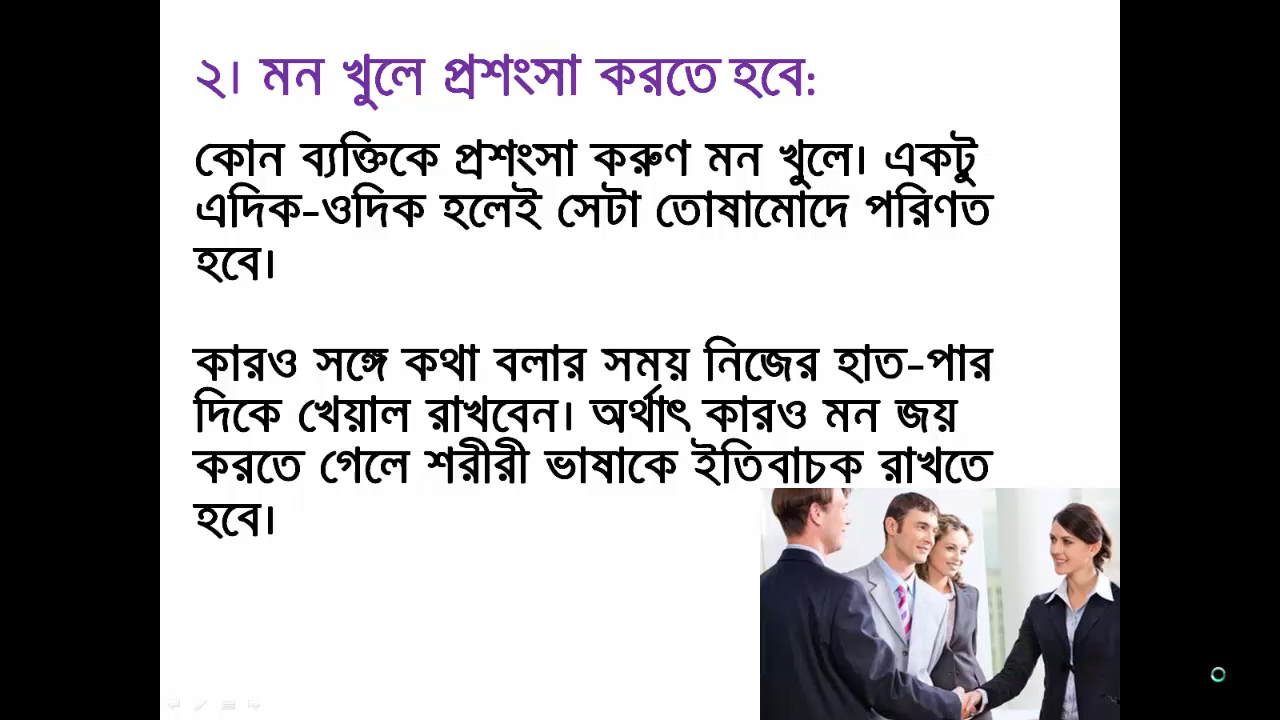 ২। মন খুলে প্রশংসা করতে হবে:
কোন ব্যক্তিকে প্রশংসা করুণ মন খুলে। একটু
এদিক-ওদিক হলেই সেটা তোষামোদে পরিণত
হবে।
কারও সঙ্গে কথা বলার সময় নিজের হাত-পার
দিকে খেয়াল রাখবেন। অর্থাৎ কারও মন জয়
করতে গেলে শরীরী ভাষাকে ইতিবাচক রাখতে
হবে।